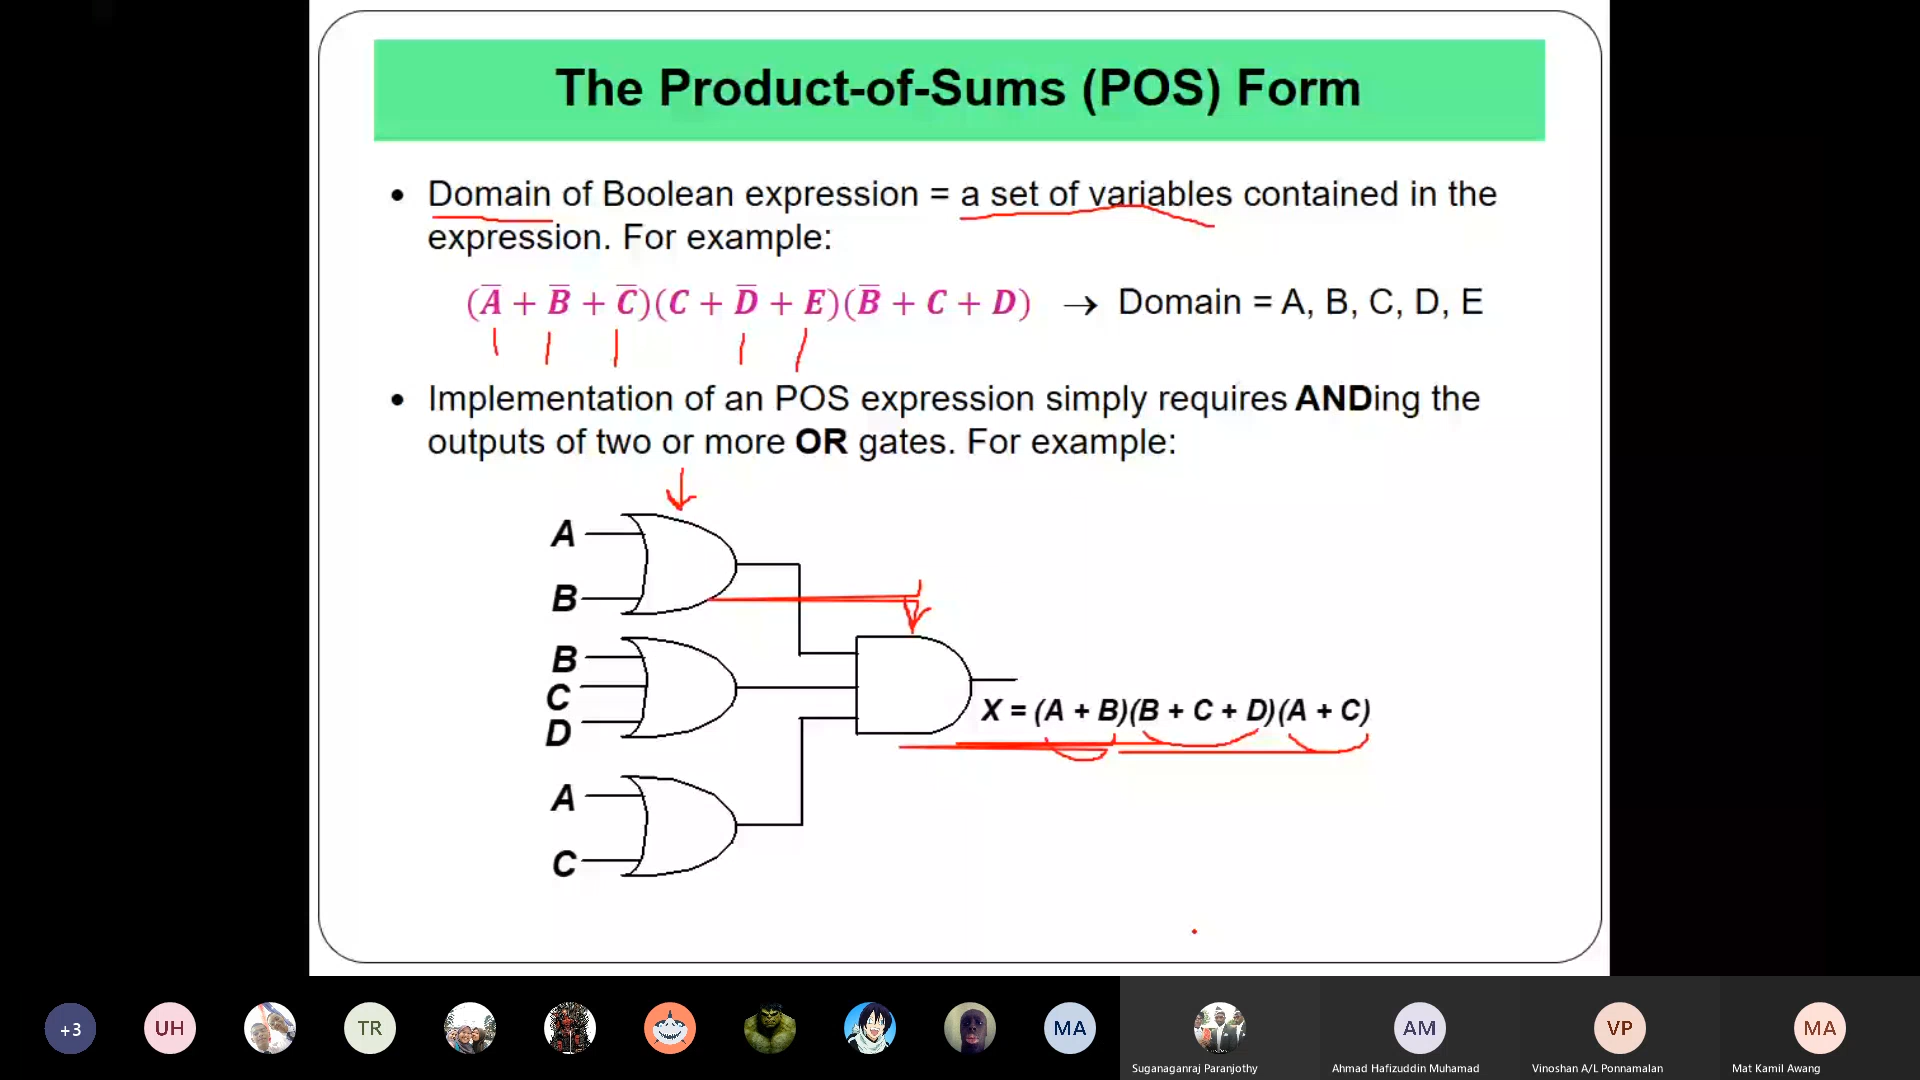 The Product-of-Sums (POS) Form
• Domain of Boolean expression = a set of variables contained in the
expression. For example:
(A̅ + B̅ + C̅)(C + D̅ + E)(B̅ + C + D) → Domain = A, B, C, D, E
• Implementation of an POS expression simply requires ANDing the
outputs of two or more OR gates. For example:
A
B
B
C
D
X = (A + B)(B + C + D)(A + C)
A
C
+3
UH
TR
MA
AM
VP
MA
Suganaganraj Paranjothy
Ahmad Hafizuddin Muhamad
Vinoshan A/L Ponnamalan
Mat Kamil Awang